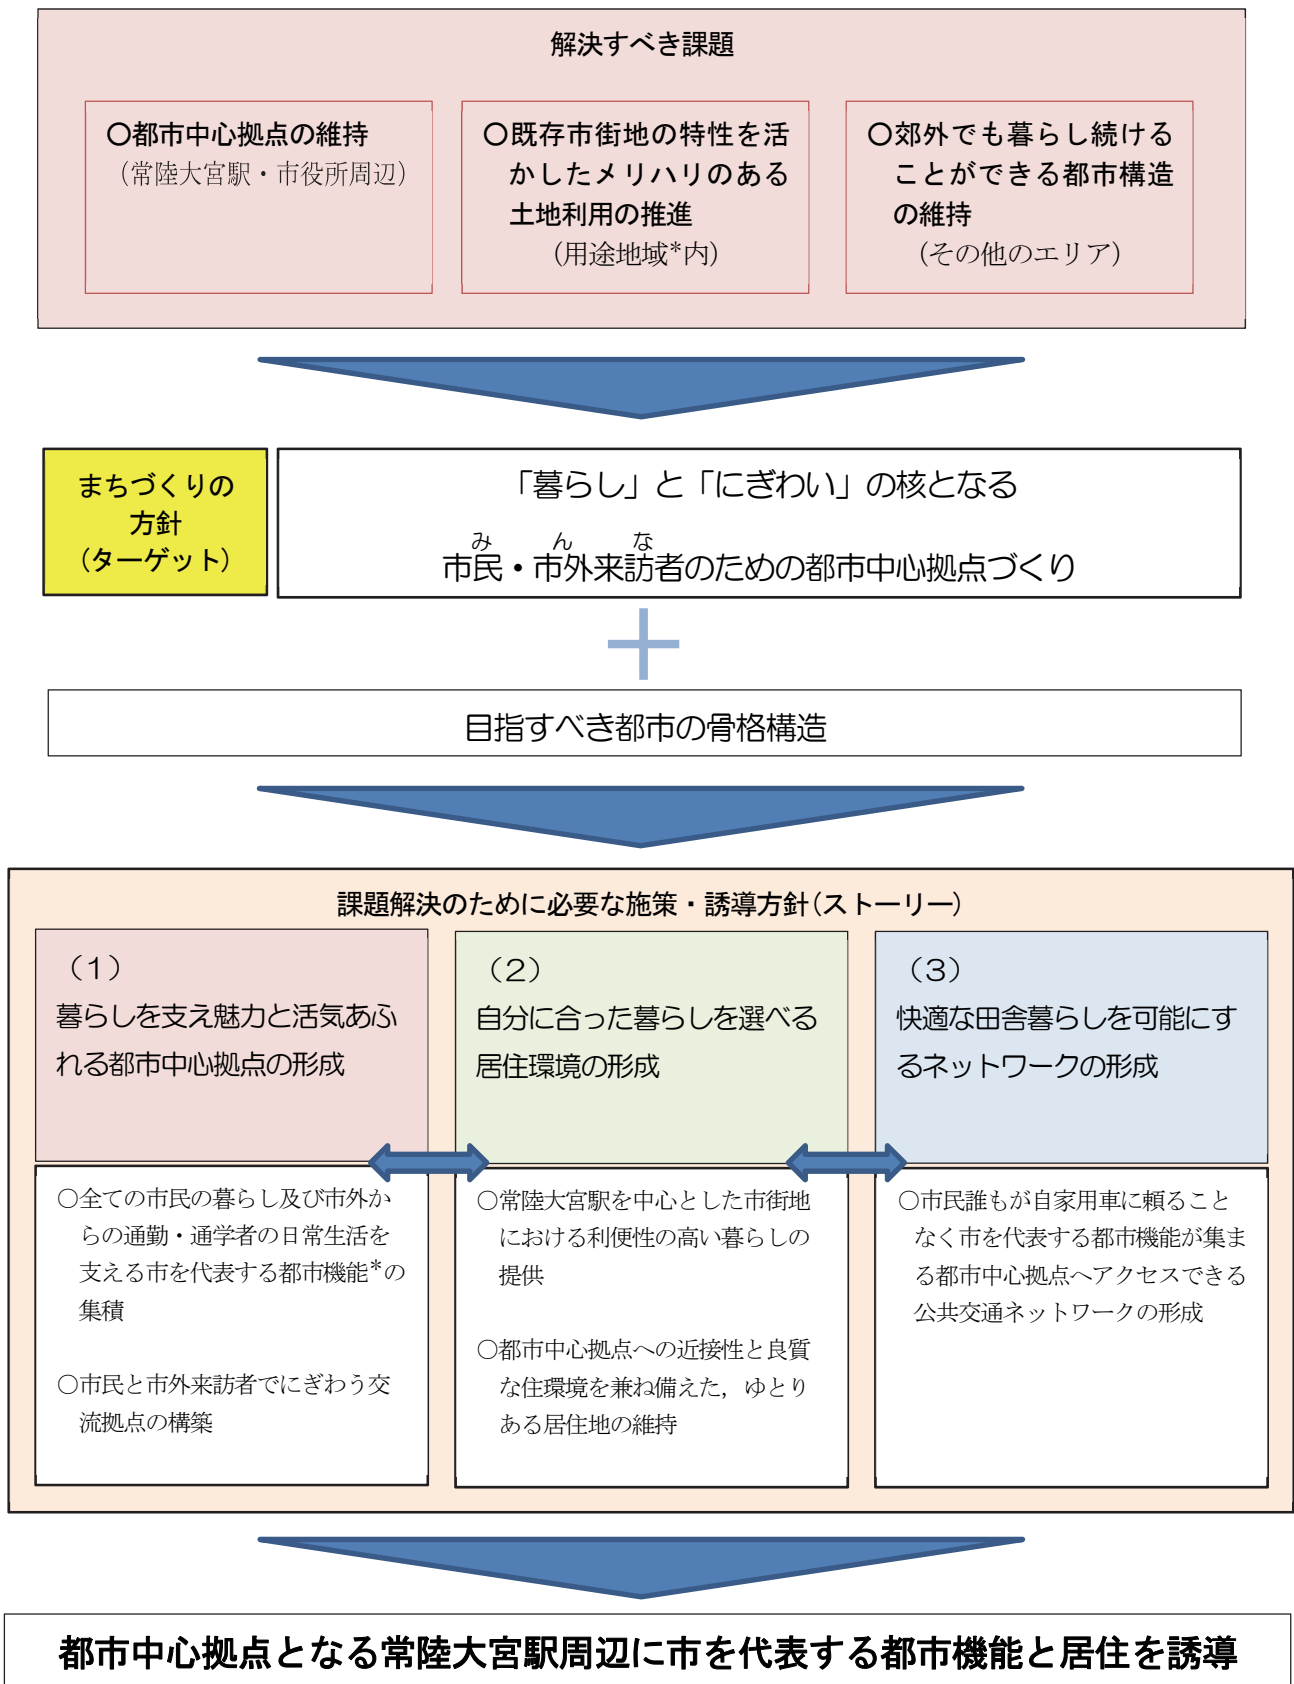 解決すべき課題
○都市中心拠点の維持
（常陸大宮駅・市役所周辺）
○既存市街地の特性を活
かしたメリハリのある
土地利用の推進
（用途地域*内）
○郊外でも暮らし続ける
ことができる都市構造
の維持
（その他のエリア）
まちづくりの
方針
（ターゲット）
「暮らし」と「にぎわい」の核となる
み ん な
市民・市外来訪者のための都市中心拠点づくり
目指すべき都市の骨格構造
課題解決のために必要な施策・誘導方針（ストーリー）
（１）
暮らしを支え魅力と活気あふ
れる都市中心拠点の形成
○全ての市民の暮らし及び市外か
らの通勤・通学者の日常生活を
支える市を代表する都市機能*の
集積
○市民と市外来訪者でにぎわう交
流拠点の構築
（２）
自分に合った暮らしを選べる
居住環境の形成
○常陸大宮駅を中心とした市街地
における利便性の高い暮らしの
提供
○都市中心拠点への近接性と良質
な住環境を兼ね備えた，ゆとり
ある居住地の維持
（３）
快適な田舎暮らしを可能にす
るネットワークの形成
○市民誰もが自家用車に頼ること
なく市を代表する都市機能が集ま
る都市中心拠点へアクセスできる
公共交通ネットワークの形成
都市中心拠点となる常陸大宮駅周辺に市を代表する都市機能と居住を誘導